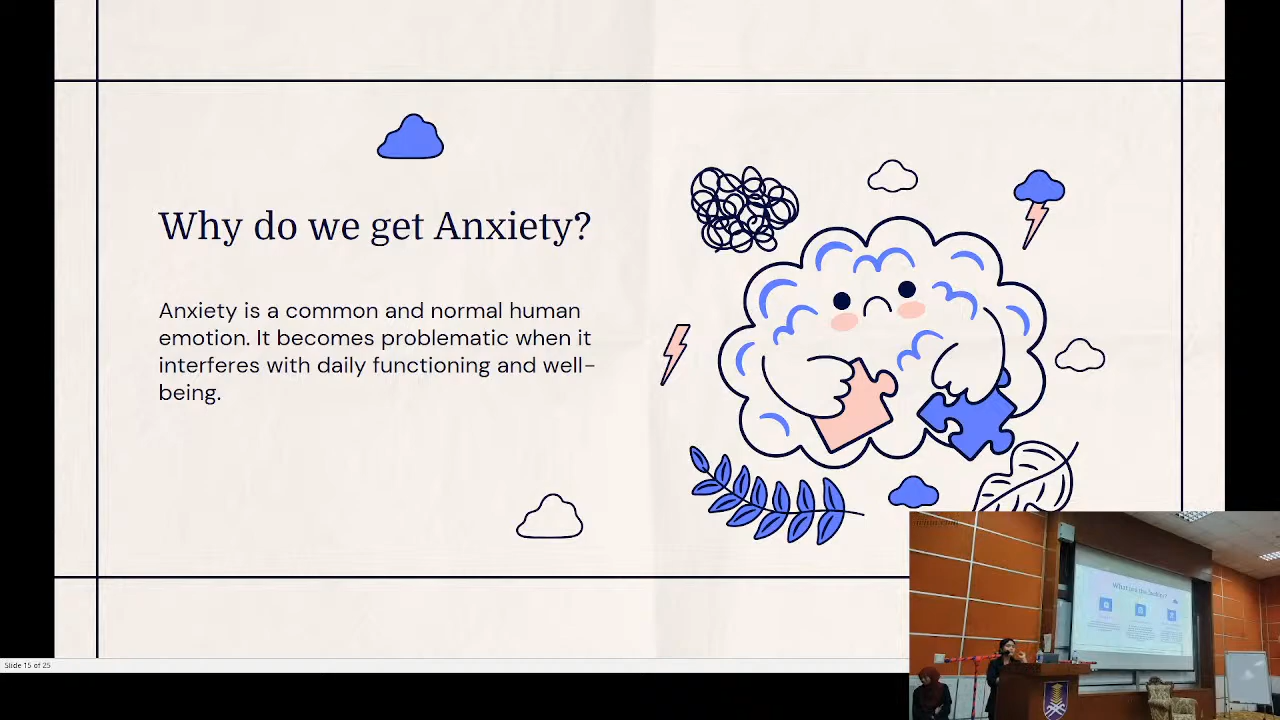 Why do we get Anxiety?
Anxiety is a common and normal human
emotion. It becomes problematic when it
interferes with daily functioning and well-
being.
Slide 15 of 25